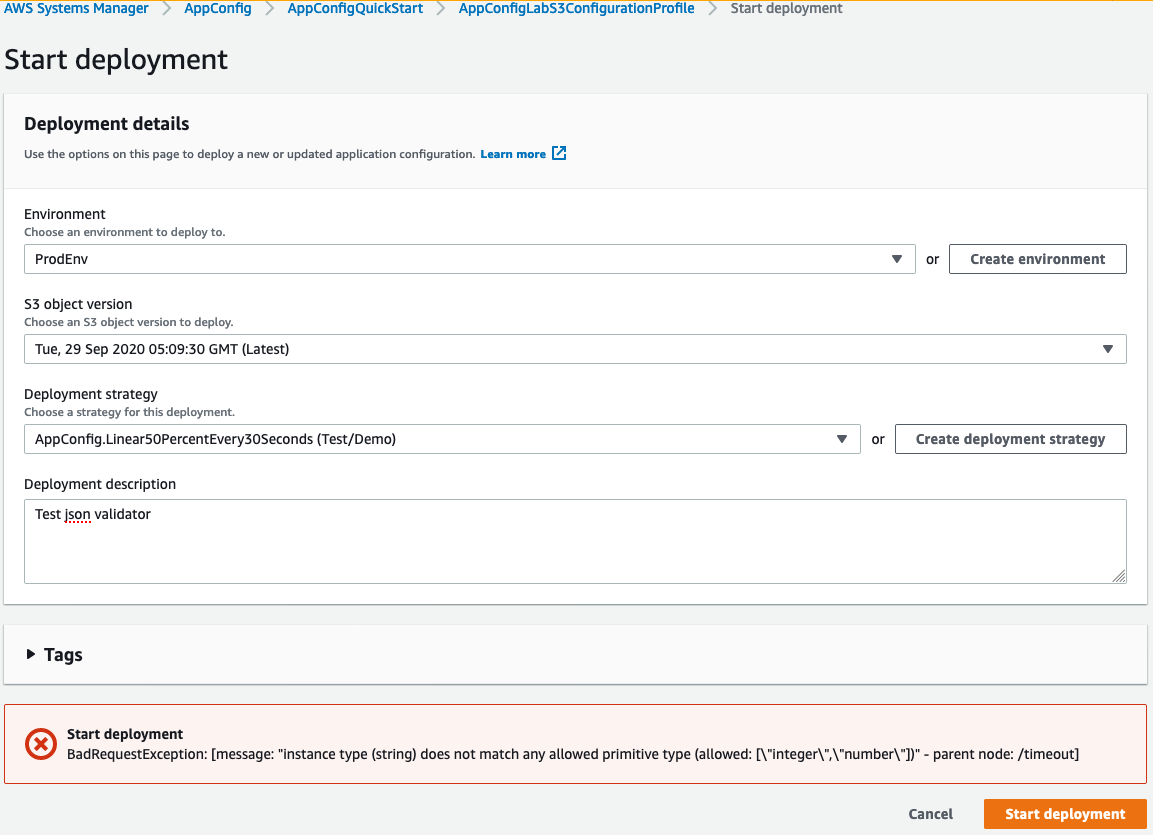 AWS Systems Manager > AppConfig > AppConfigQuickStart > AppConfigLabS3ConfigurationProfile > Start deployment
Start deployment
Deployment details
Use the options on this page to deploy a new or updated application configuration. Learn more
Environment
Choose an environment to deploy to.
ProdEnv or Create environment
S3 object version
Choose an S3 object version to deploy.
Tue, 29 Sep 2020 05:09:30 GMT (Latest)
Deployment strategy
Choose a strategy for this deployment.
AppConfig.Linear50PercentEvery30Seconds (Test/Demo) or Create deployment strategy
Deployment description
Test json validator
Tags
Start deployment
BadRequestException: [message: "instance type (string) does not match any allowed primitive type (allowed: [\"integer\",\"number\"])" - parent node: /timeout]
Cancel Start deployment